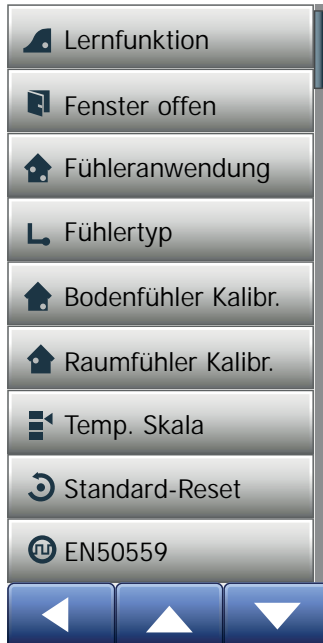 Lernfunktion
Fenster offen
Fühleranwendung
Fühlertyp
Bodenfühler Kalibr.
Raumfühler Kalibr.
Temp. Skala
Standard-Reset
EN50559